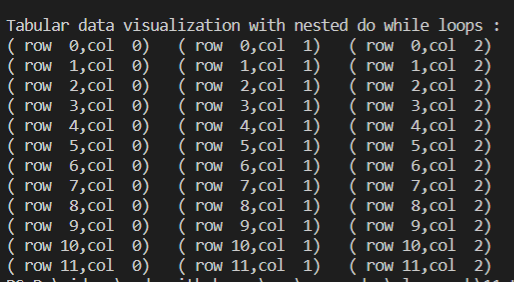 Tabular data visualization with nested do while loops :
( row  0,col  0)   ( row  0,col  1)   ( row  0,col  2)
( row  1,col  0)   ( row  1,col  1)   ( row  1,col  2)
( row  2,col  0)   ( row  2,col  1)   ( row  2,col  2)
( row  3,col  0)   ( row  3,col  1)   ( row  3,col  2)
( row  4,col  0)   ( row  4,col  1)   ( row  4,col  2)
( row  5,col  0)   ( row  5,col  1)   ( row  5,col  2)
( row  6,col  0)   ( row  6,col  1)   ( row  6,col  2)
( row  7,col  0)   ( row  7,col  1)   ( row  7,col  2)
( row  8,col  0)   ( row  8,col  1)   ( row  8,col  2)
( row  9,col  0)   ( row  9,col  1)   ( row  9,col  2)
( row 10,col  0)   ( row 10,col  1)   ( row 10,col  2)
( row 11,col  0)   ( row 11,col  1)   ( row 11,col  2)